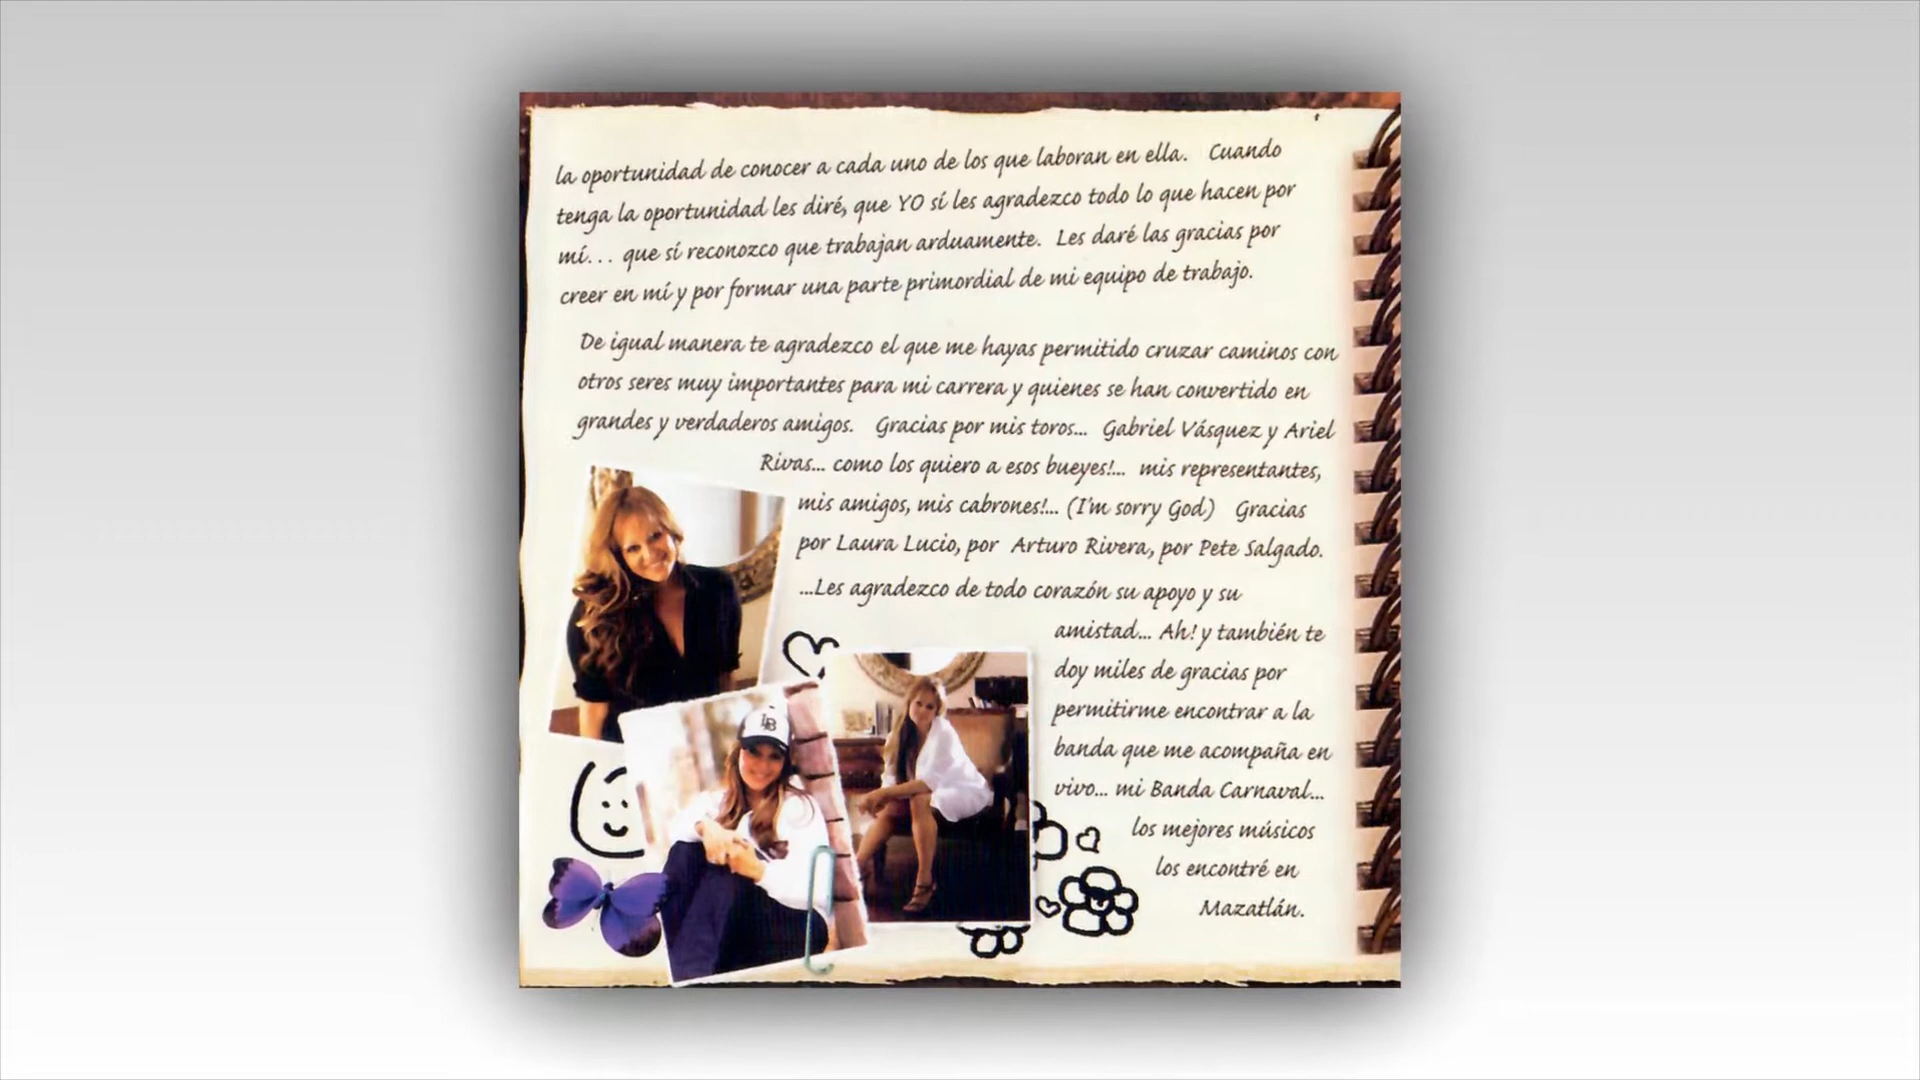 la oportunidad de conocer a cada uno de los que laboran en ella. Cuando
tenga la oportunidad les diré, que YO sí les agradezco todo lo que hacen por
mí... que sí reconozco que trabajan arduamente. Les daré las gracias por
creer en mí y por formar una parte primordial de mi equipo de trabajo.
De igual manera te agradezco el que me hayas permitido cruzar caminos con
otros seres muy importantes para mi carrera y quienes se han convertido en
grandes y verdaderos amigos. Gracias por mis toros... Gabriel Vásquez y Ariel
Rivas... como los quiero a esos bueyes!... mis representantes,
mis amigos, mis cabrones!... (I'm sorry God) Gracias
por Laura Lucio, por Arturo Rivera, por Pete Salgado.
...Les agradezco de todo corazón su apoyo y su
amistad... Ah! y también te
doy miles de gracias por
permitirme encontrar a la
banda que me acompaña en
vivo... mi Banda Carnaval...
los mejores músicos
los encontré en
Mazatlán.
LB